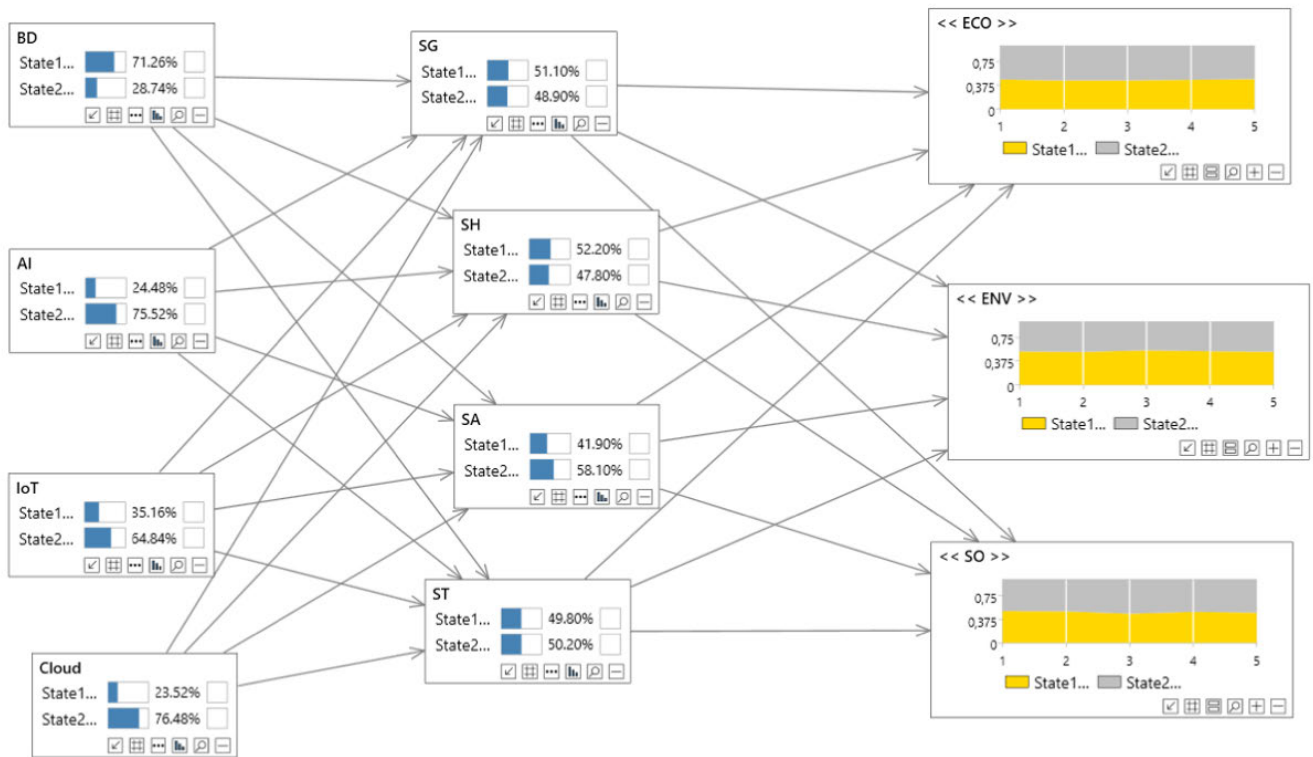 BD
State1... 71.26%
State2... 28.74%
AI
State1... 24.48%
State2... 75.52%
IoT
State1... 35.16%
State2... 64.84%
Cloud
State1... 23.52%
State2... 76.48%
SG
State1... 51.10%
State2... 48.90%
SH
State1... 52.20%
State2... 47.80%
SA
State1... 41.90%
State2... 58.10%
ST
State1... 49.80%
State2... 50.20%
<< ECO >>
0,75
0,375
0
1 2 3 4 5
State1... State2...
<< ENV >>
0,75
0,375
0
1 2 3 4 5
State1... State2...
<< SO >>
0,75
0,375
0
1 2 3 4 5
State1... State2...